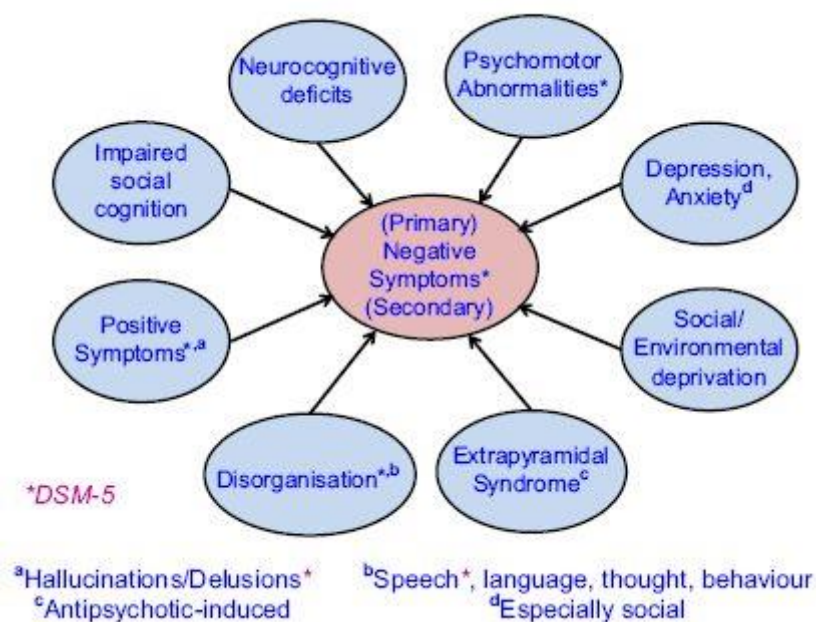 Neurocognitive
deficits
Psychomotor
Abnormalities*
Impaired
social
cognition
Depression,
Anxiety^d
(Primary)
Negative
Symptoms*
(Secondary)
Positive
Symptoms*,a
Social/
Environmental
deprivation
Disorganisation*,b
Extrapyramidal
Syndrome^c
*DSM-5
aHallucinations/Delusions*
bSpeech*, language, thought, behaviour
cAntipsychotic-induced
dEspecially social